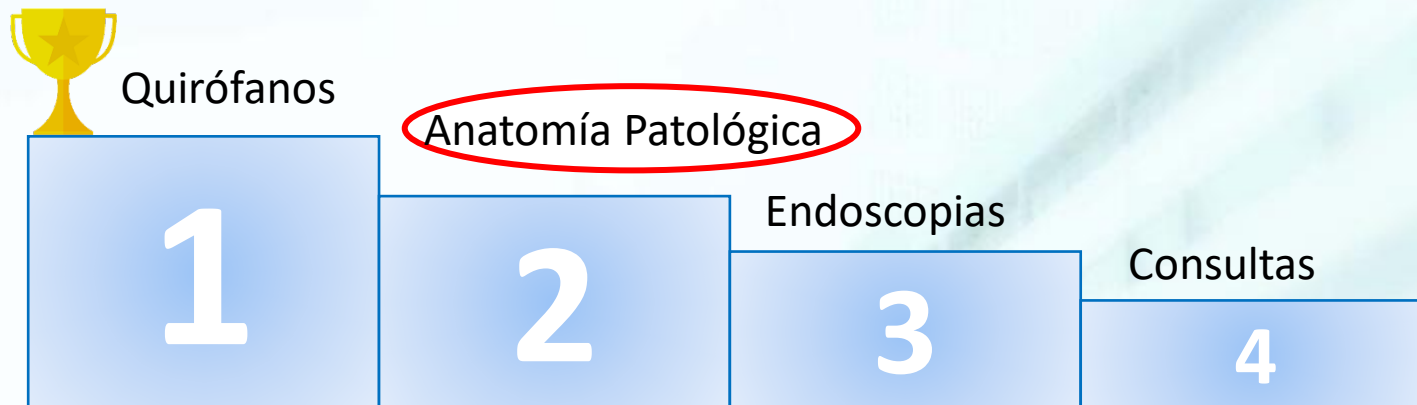 Quirófanos
1
Anatomía Patológica
2
Endoscopias
3
Consultas
4